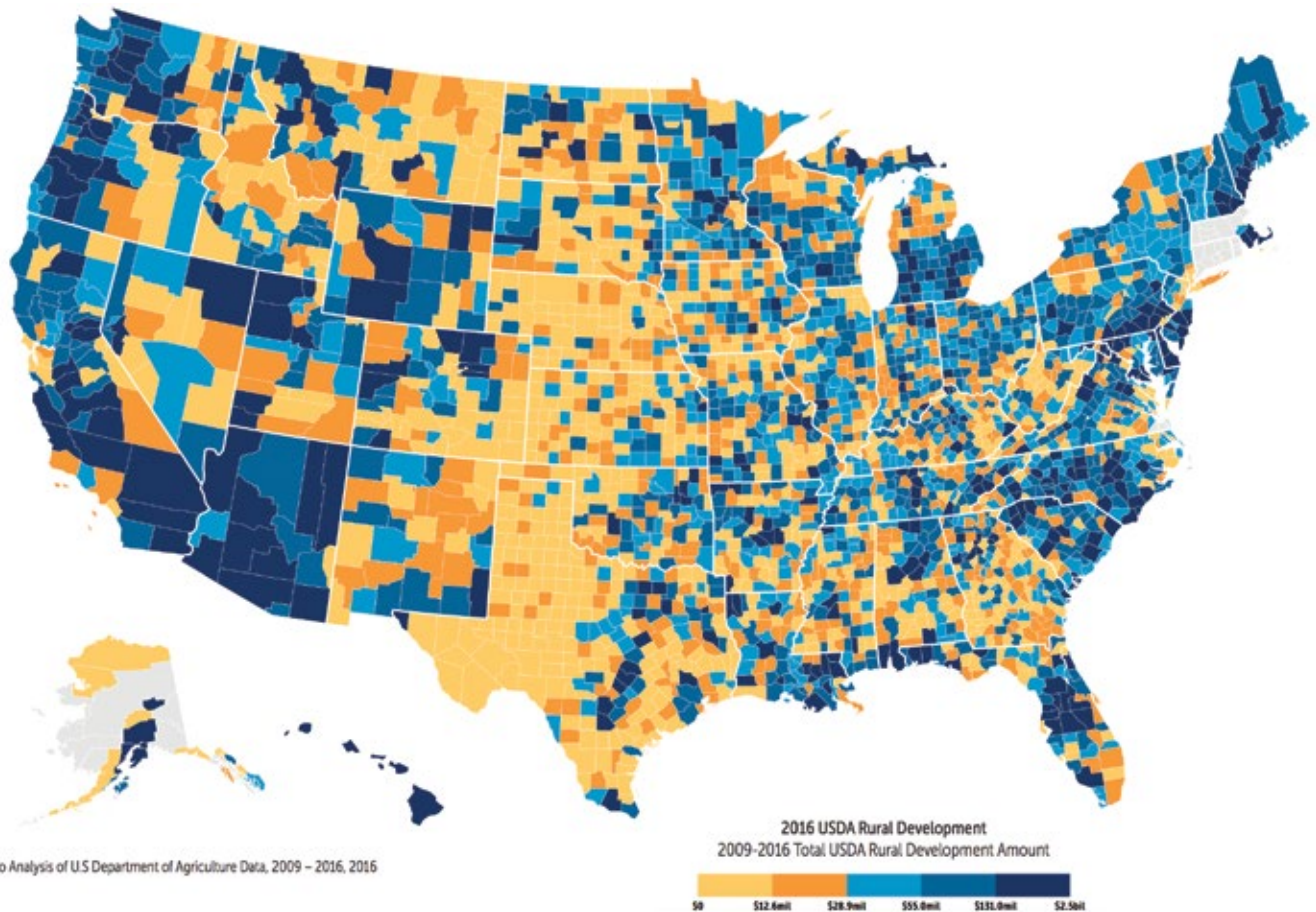 o Analysis of U.S Department of Agriculture Data, 2009 – 2016, 2016
2016 USDA Rural Development
2009-2016 Total USDA Rural Development Amount
$0 $12.6mil $28.9mil $55.0mil $131.0mil $2.5bil